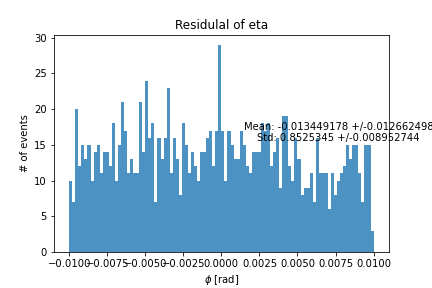 Residulal of eta
30
25
20
15
10
5
0
# of events
Mean: -0.013449178 +/-0.012662498
Std: 0.8525345 +/-0.008952744
−0.0100 −0.0075 −0.0050 −0.0025 0.0000 0.0025 0.0050 0.0075 0.0100
ϕ [rad]